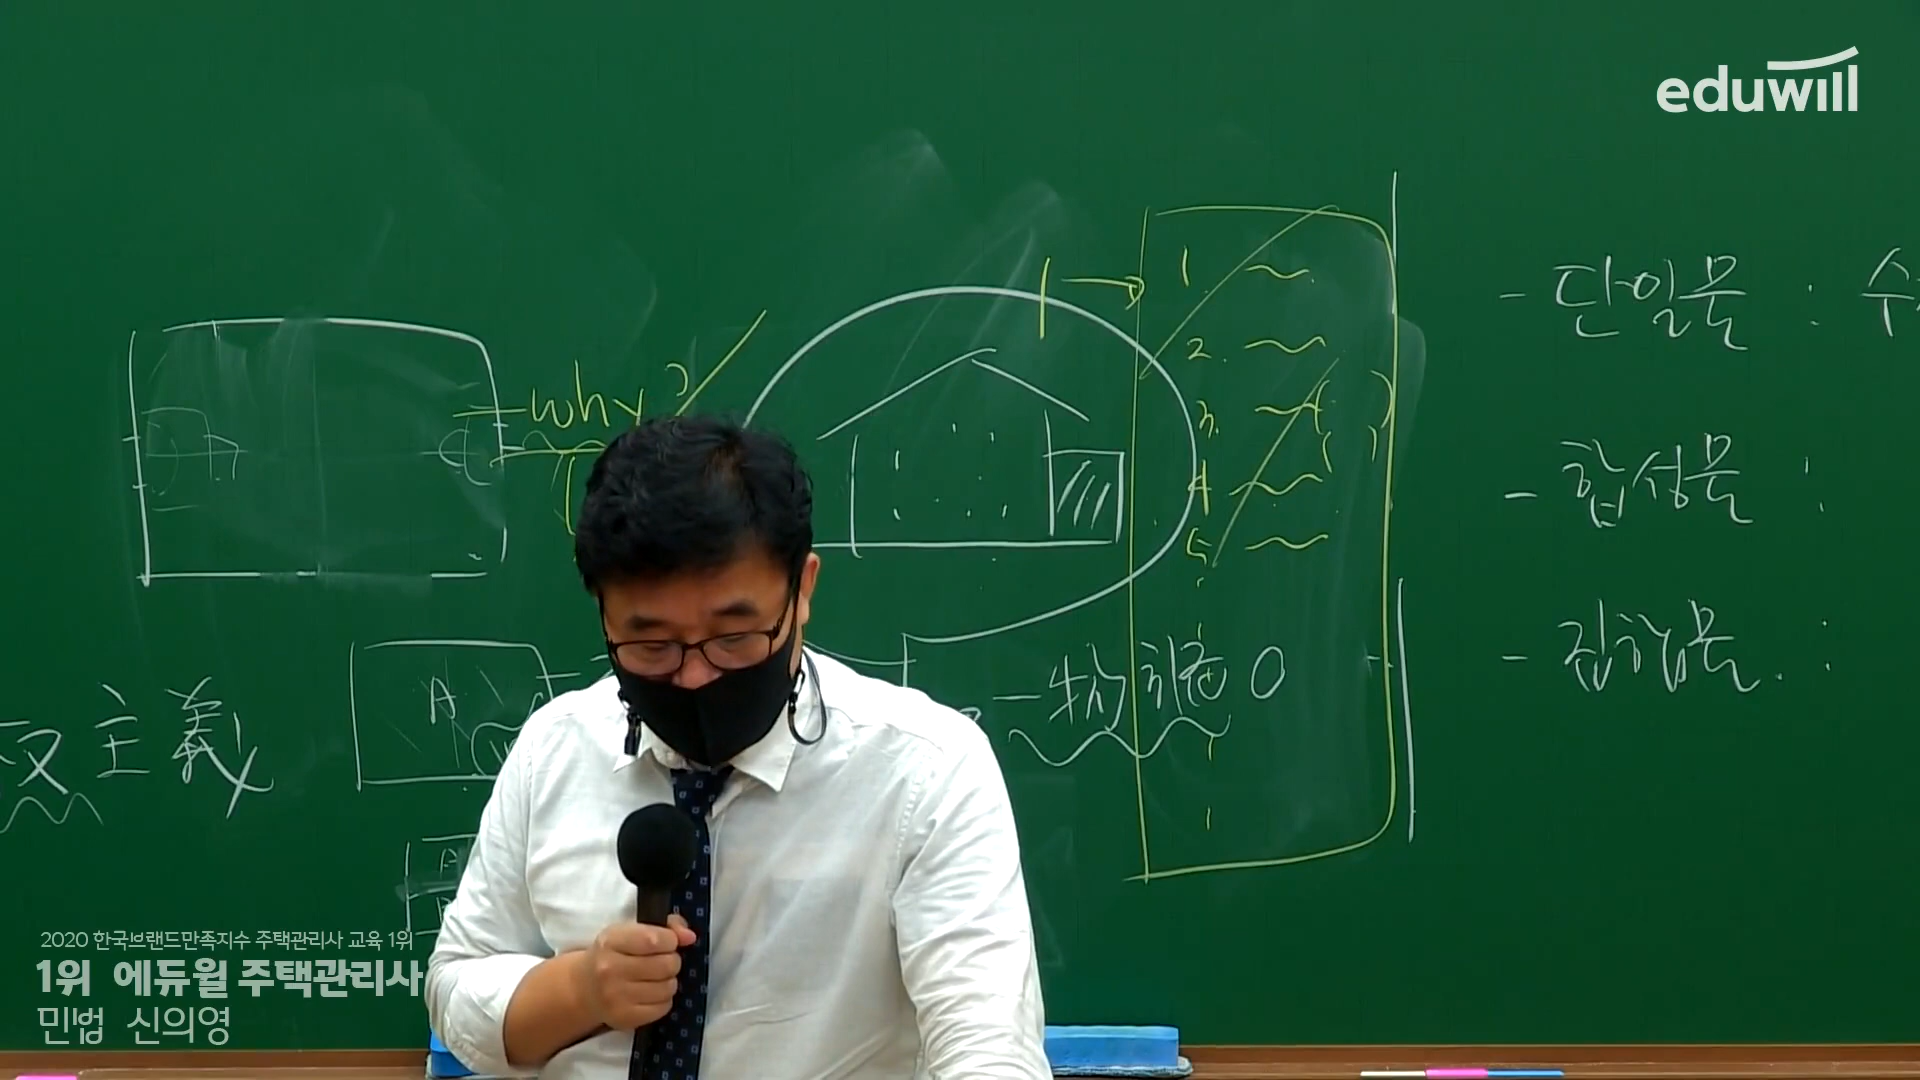 eduwill
1.
- 단일물 : 수
2.
why?
3. ( )
( )
4
- 합성물 :
5
- 집합물 :
一物 권 O
主義
A
2020 한국브랜드만족지수 주택관리사 교육 1위
1위 에듀윌 주택관리사
민법 신의영